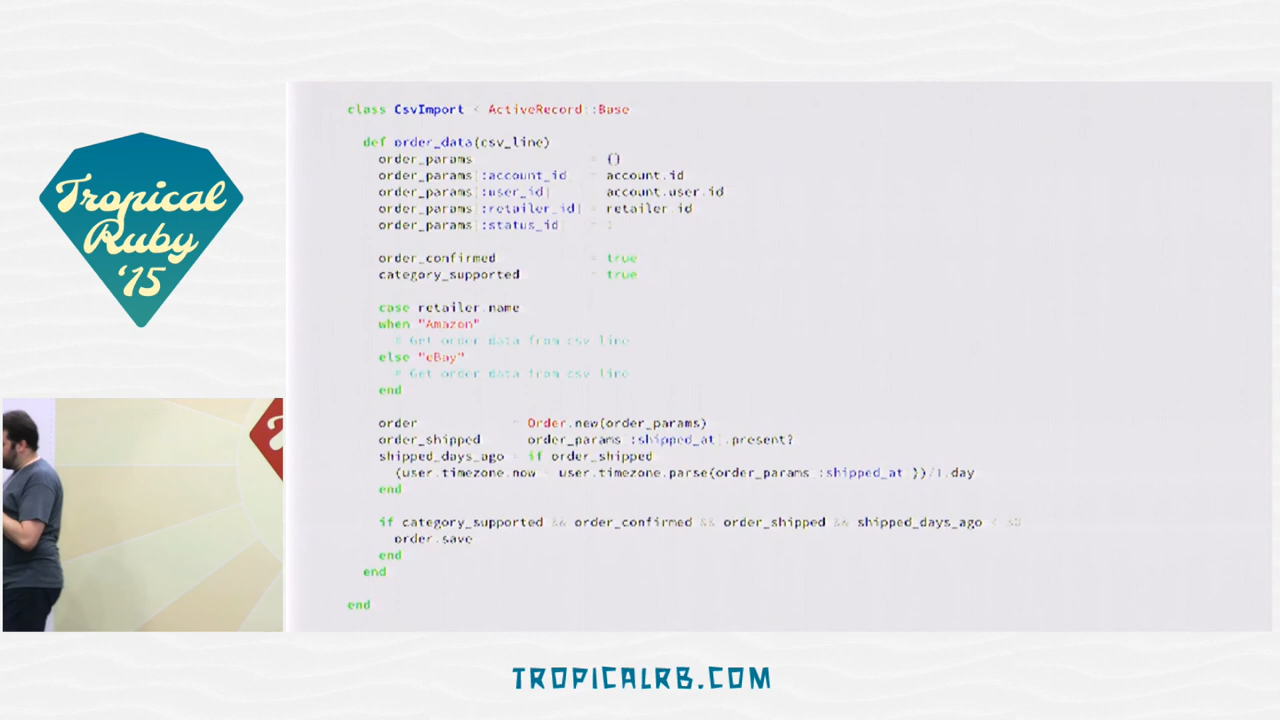 Tropical
Ruby
'15
class CsvImport < ActiveRecord::Base
def order_data(csv_line)
order_params = {}
order_params[:account_id = account.id
order_params[:user_id] account.user.id
order_params[:retailer_id] = retailer.id
order_params[:status_id] =
order_confirmed = true
category_supported = true
case retailer.name
when "Amazon"
# Get order data from csv line
else "eBay"
# Get order data from csv line
end
order = Order.new(order_params)
order_shipped order_params :shipped_at].present?
shipped_days_ago = if order_shipped
(user.timezone.now - user.timezone.parse(order_params :shipped_at ))/1.day
end
if category_supported && order_confirmed && order_shipped && shipped_days_ago < 30
order.save
end
end
end
TROPICALRB.COM